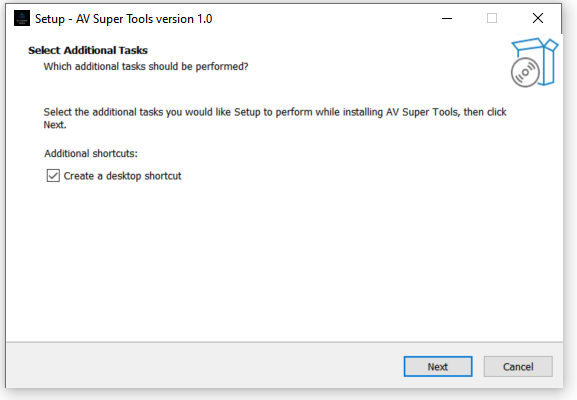 Setup - AV Super Tools version 1.0
Select Additional Tasks
Which additional tasks should be performed?
Select the additional tasks you would like Setup to perform while installing AV Super Tools, then click
Next.
Additional shortcuts:
Create a desktop shortcut
Next
Cancel